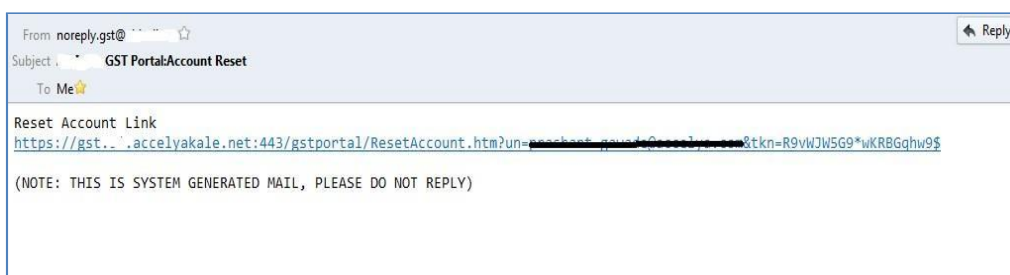 From noreply.gst@
Reply
Subject GST Portal:Account Reset
To Me
Reset Account Link
https://gst. .accelyakale.net:443/gstportal/ResetAccount.htm?un= &tkn=R9vWJW5G9*wKRBGqhw9$
(NOTE: THIS IS SYSTEM GENERATED MAIL, PLEASE DO NOT REPLY)